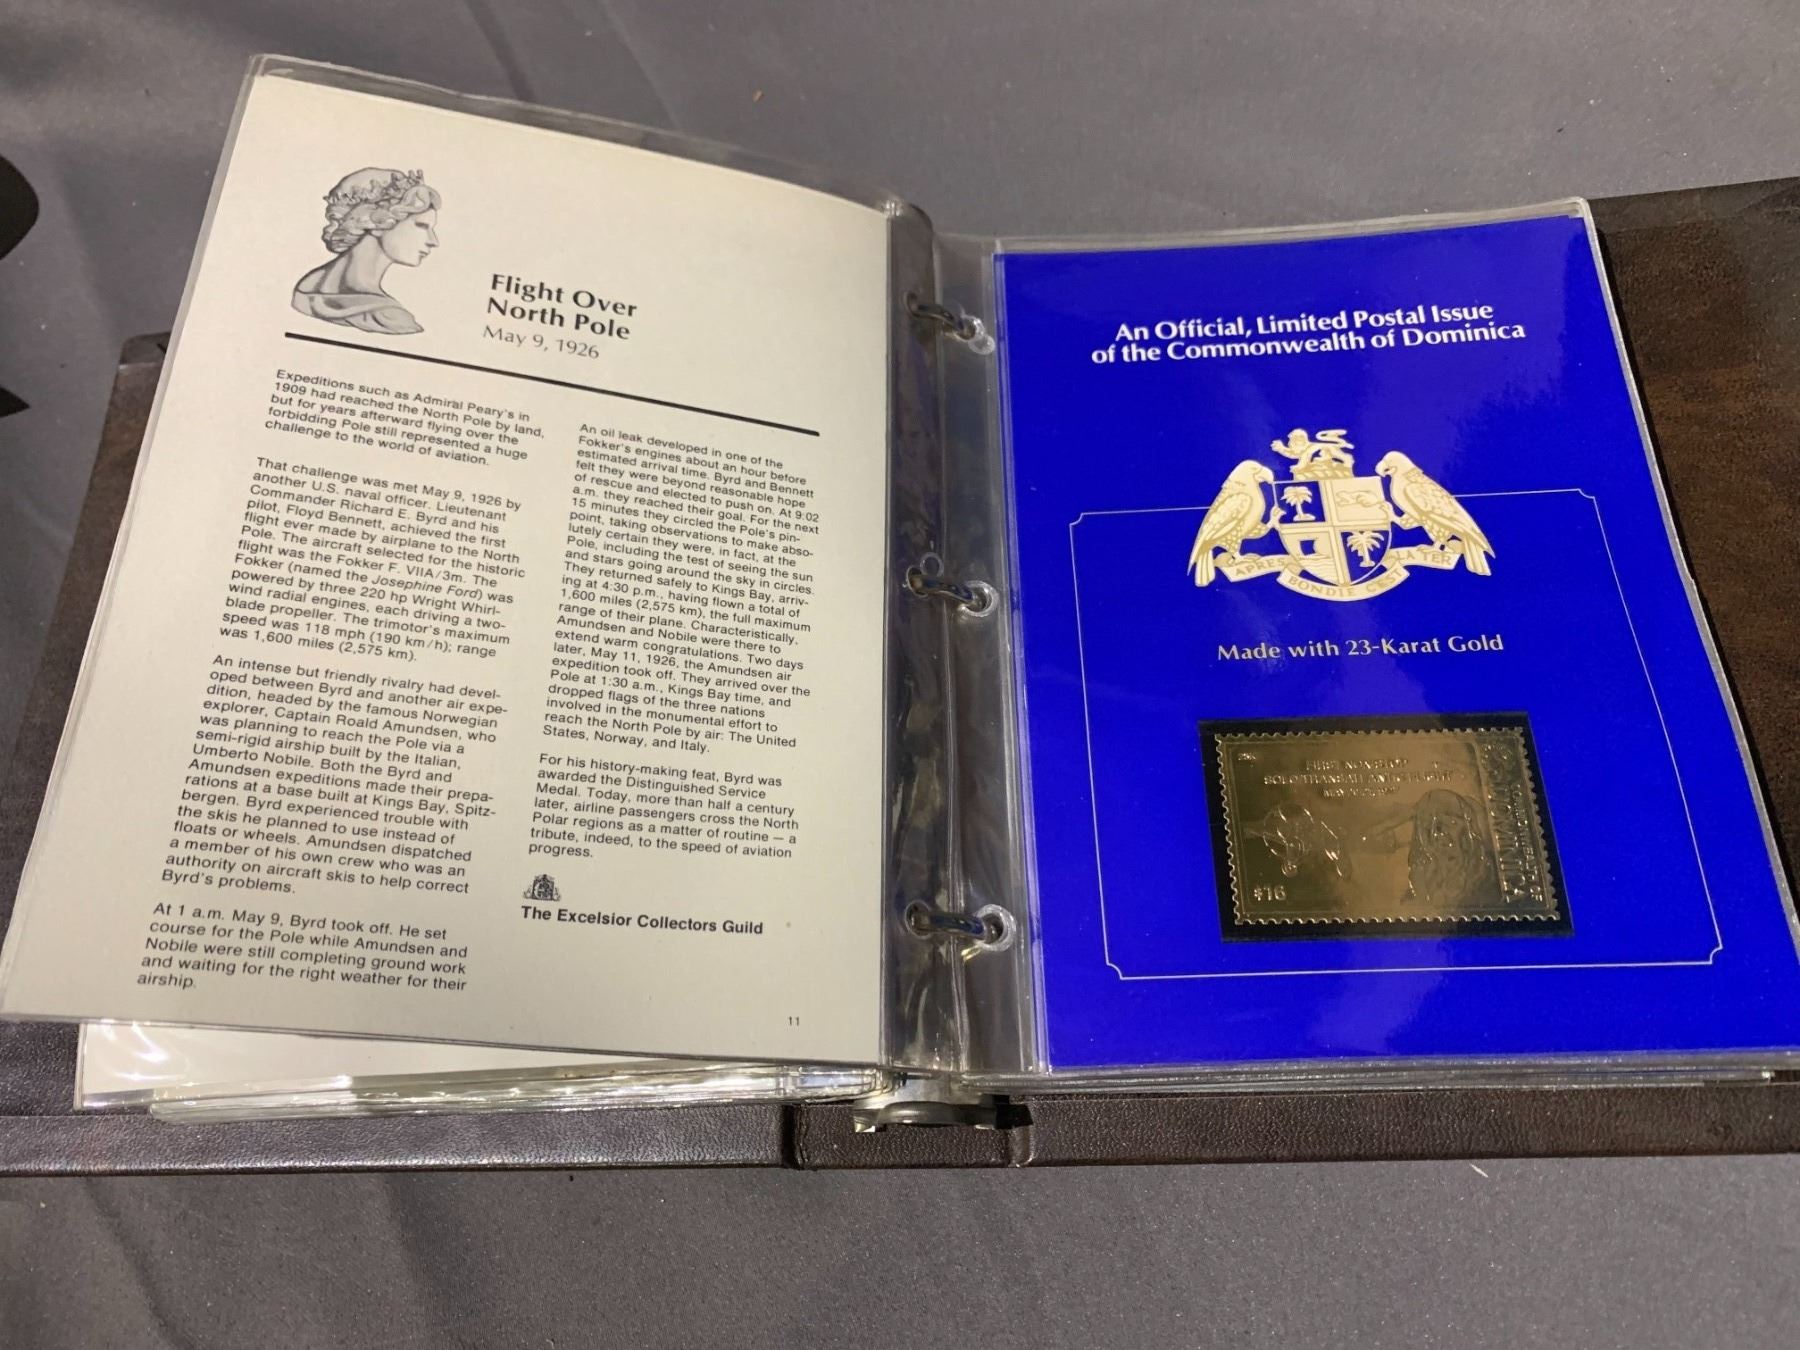 Flight Over
North Pole
May 9, 1926
Expeditions such as Admiral Peary's in
1909 had reached the North Pole by land,
but for years afterward flying over the
forbidding Pole still represented a huge
challenge to the world of aviation.
That challenge was met May 9, 1926 by
another U.S. naval officer. Lieutenant
Commander Richard E. Byrd and his
pilot, Floyd Bennett, achieved the first
flight ever made by airplane to the North
Pole. The aircraft selected for the historic
flight was the Fokker F. VIIA/3m. The
Fokker (named the Josephine Ford) was
powered by three 220 hp Wright Whirl-
wind radial engines, each driving a two-
blade propeller. The trimotor's maximum
speed was 118 mph (190 km/h); range
was 1,600 miles (2,575 km).
An intense but friendly rivalry had devel-
oped between Byrd and another air expe-
dition, headed by the famous Norwegian
explorer, Captain Roald Amundsen, who
was planning to reach the Pole via a
semi-rigid airship built by the Italian,
Umberto Nobile. Both the Byrd and
Amundsen expeditions made their prepa-
rations at a base built at Kings Bay, Spitz-
bergen. Byrd experienced trouble with
the skis he planned to use instead of
floats or wheels. Amundsen dispatched
a member of his own crew who was an
authority on aircraft skis to help correct
Byrd's problems.
At 1 a.m. May 9, Byrd took off. He set
course for the Pole while Amundsen and
Nobile were still completing ground work
and waiting for the right weather for their
airship.
An oil leak developed in one of the
Fokker's engines about an hour before
estimated arrival time. Byrd and Bennett
felt they were beyond reasonable hope
of rescue and elected to push on. At 9:02
a.m. they reached their goal. For the next
15 minutes they circled the Pole's pin-
point, taking observations to make abso-
lutely certain they were, in fact, at the
Pole, including the test of seeing the sun
and stars going around the sky in circles.
They returned safely to Kings Bay, arriv-
ing at 4:30 p.m., having flown a total of
1,600 miles (2,575 km), the full maximum
range of their plane. Characteristically,
Amundsen and Nobile were there to
extend warm congratulations. Two days
later, May 11, 1926, the Amundsen air
expedition took off. They arrived over the
Pole at 1:30 a.m., Kings Bay time, and
dropped flags of the three nations
involved in the monumental effort to
reach the North Pole by air: The United
States, Norway, and Italy.
For his history-making feat, Byrd was
awarded the Distinguished Service
Medal. Today, more than half a century
later, airline passengers cross the North
Polar regions as a matter of routine — a
tribute, indeed, to the speed of aviation
progress.
The Excelsior Collectors Guild
11
An Official, Limited Postal Issue
of the Commonwealth of Dominica
APRES BONDIE C'EST LA TER
Made with 23-Karat Gold
FIRST NONSTOP
SOLO TRANSATLANTIC FLIGHT
MAY
$16
COMMONWEALTH OF
DOMINICA